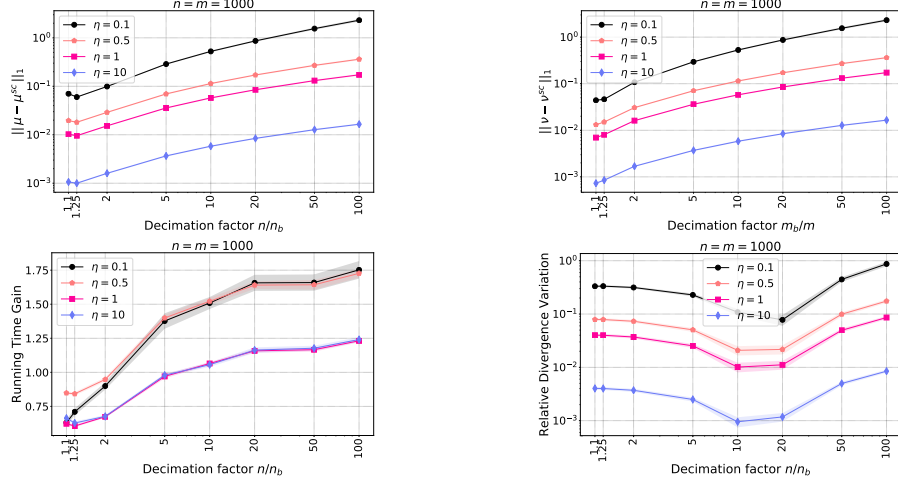 n = m = 1000
||μ − μ^sc||₁
10⁰
10⁻¹
10⁻²
10⁻³
η = 0.1
η = 0.5
η = 1
η = 10
1.1
1.25
2
5
10
20
50
100
Decimation factor n/n_b
n = m = 1000
||ν − ν^sc||₁
10⁰
10⁻¹
10⁻²
10⁻³
η = 0.1
η = 0.5
η = 1
η = 10
1.1
1.25
2
5
10
20
50
100
Decimation factor m_b/m
n = m = 1000
Running Time Gain
1.75
1.50
1.25
1.00
0.75
η = 0.1
η = 0.5
η = 1
η = 10
1.1
1.25
2
5
10
20
50
100
Decimation factor n/n_b
n = m = 1000
Relative Divergence Variation
10⁰
10⁻¹
10⁻²
10⁻³
η = 0.1
η = 0.5
η = 1
η = 10
1.1
1.25
2
5
10
20
50
100
Decimation factor n/n_b